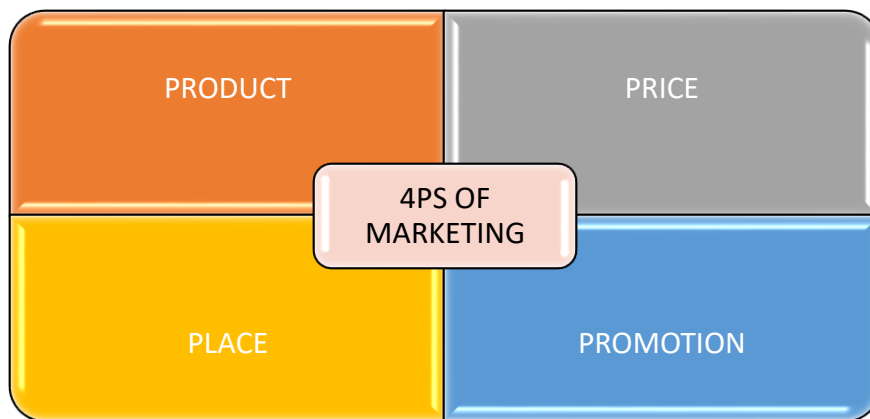 PRODUCT
PRICE
4PS OF
MARKETING
PLACE
PROMOTION